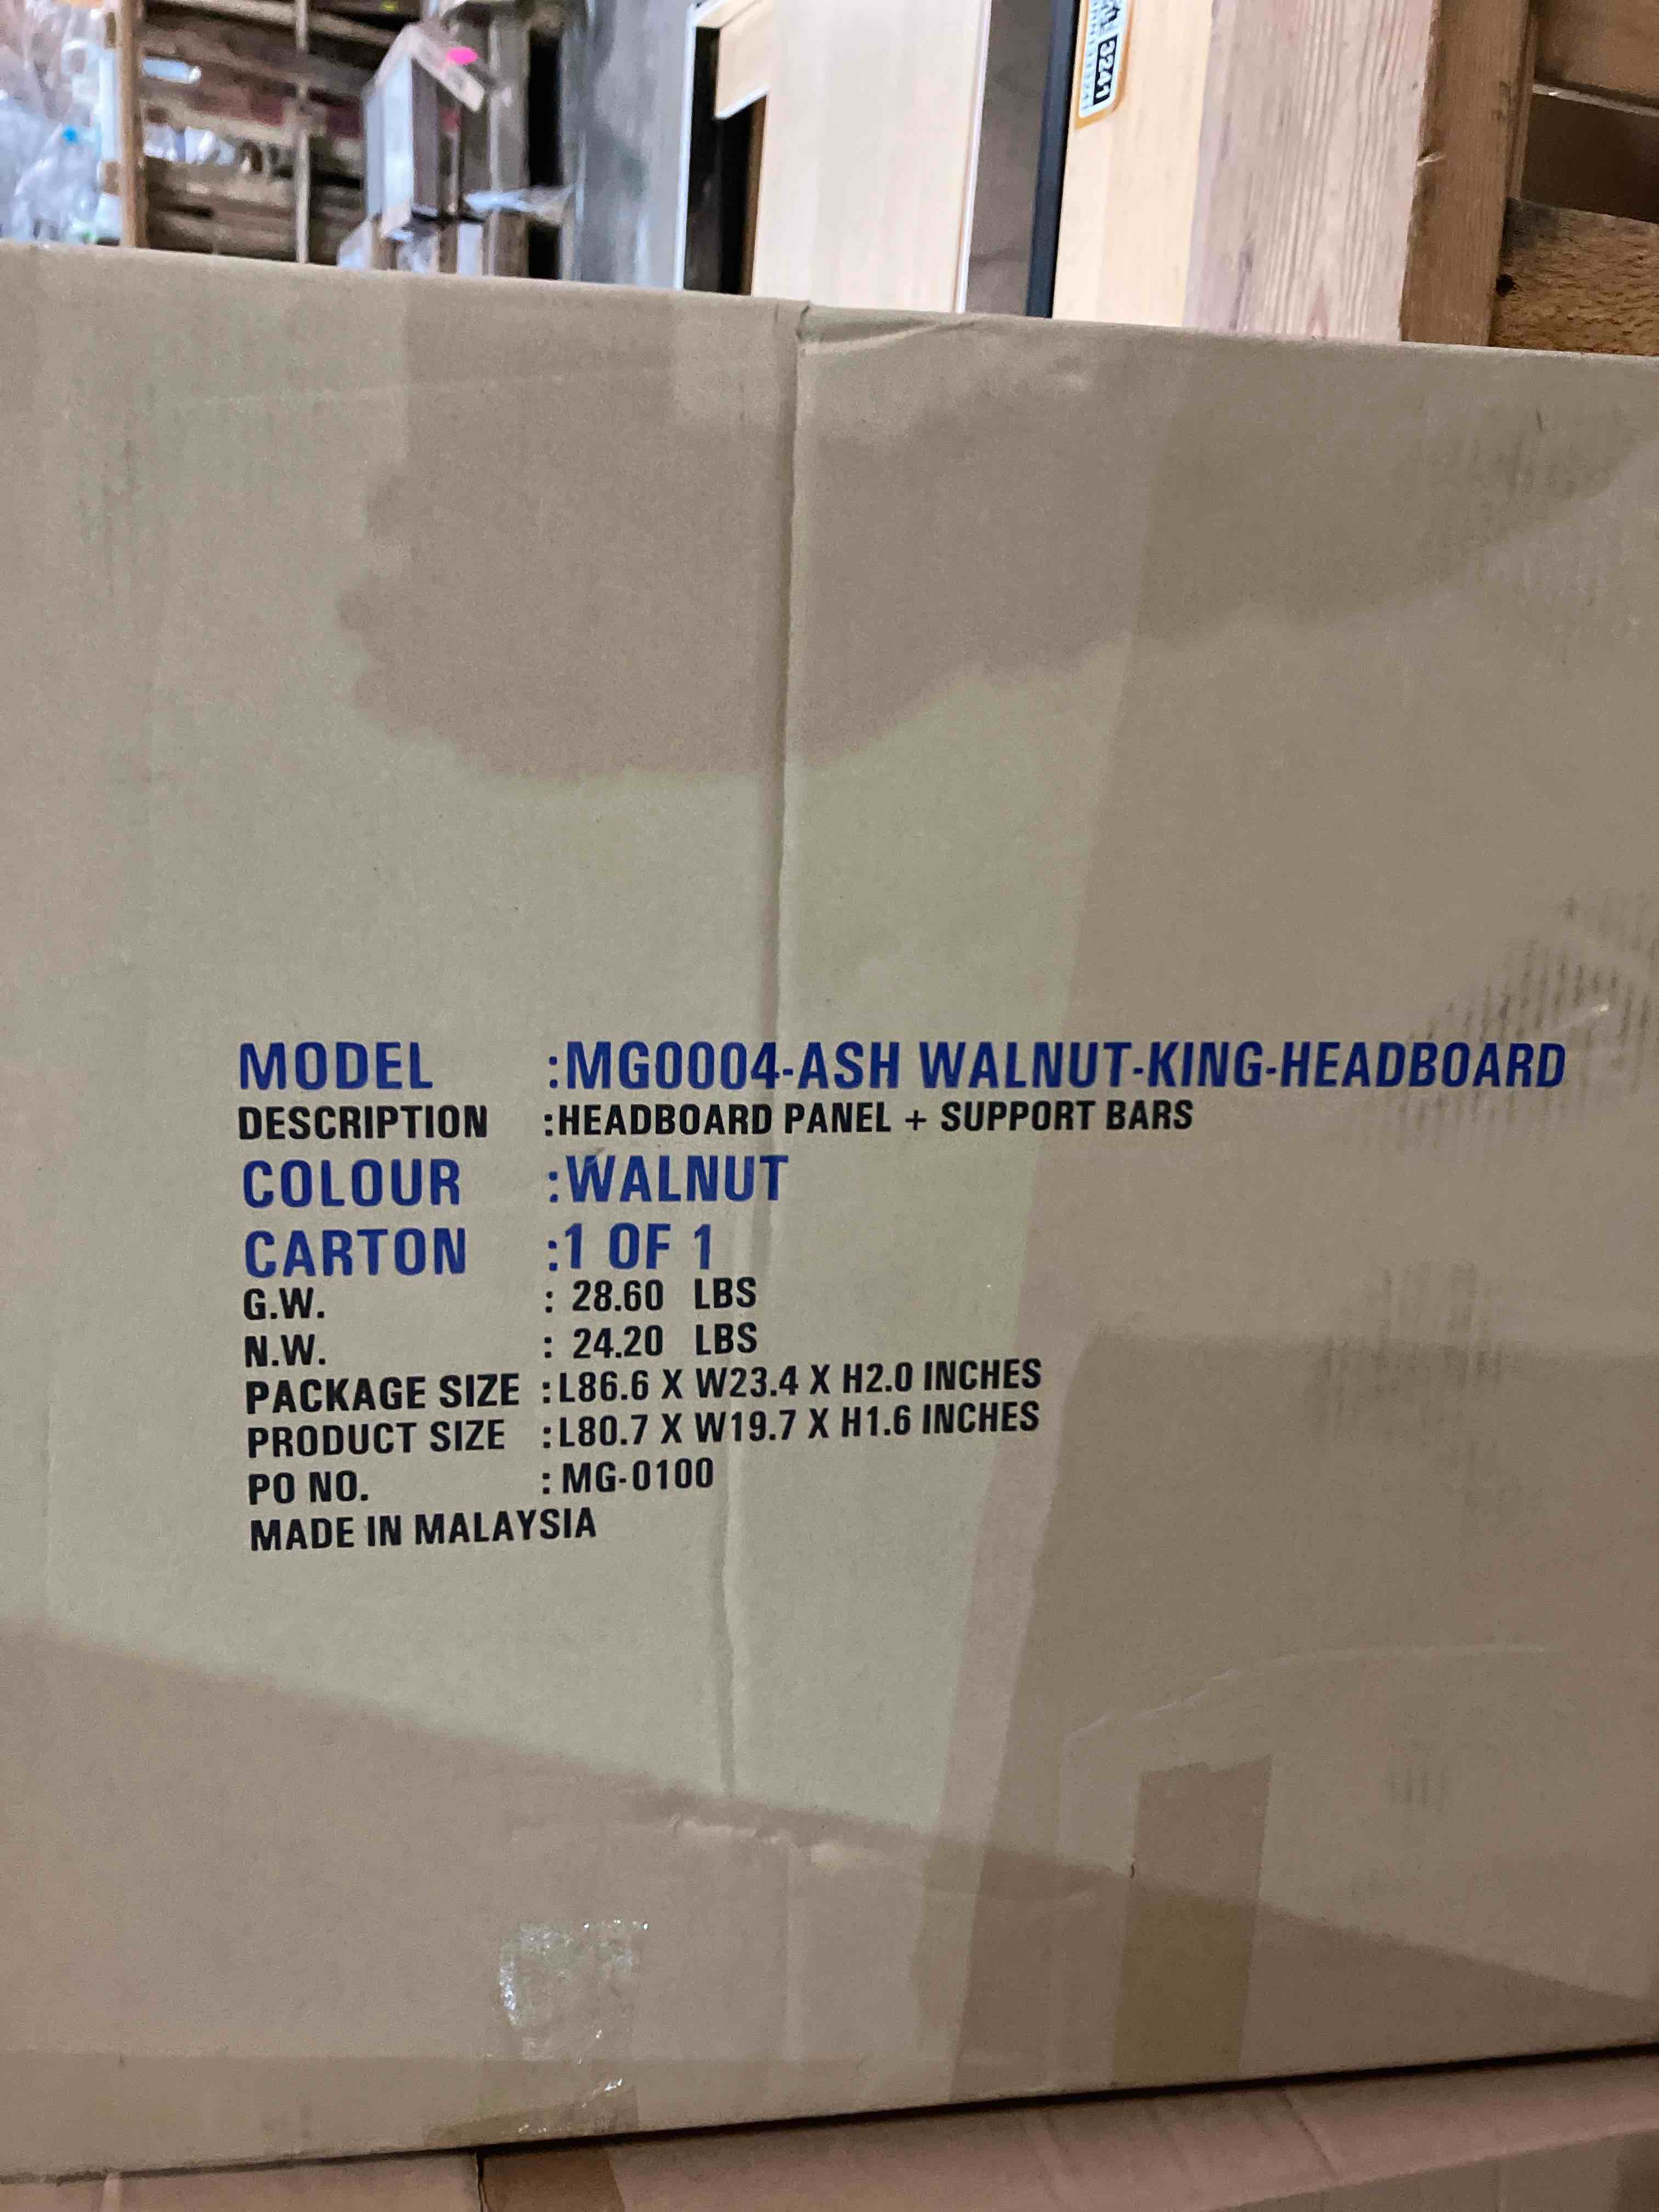 3241
MODEL :MG0004-ASH WALNUT-KING-HEADBOARD
DESCRIPTION :HEADBOARD PANEL + SUPPORT BARS
COLOUR :WALNUT
CARTON :1 OF 1
G.W. : 28.60 LBS
N.W. : 24.20 LBS
PACKAGE SIZE :L86.6 X W23.4 X H2.0 INCHES
PRODUCT SIZE :L80.7 X W19.7 X H1.6 INCHES
PO NO. : MG-0100
MADE IN MALAYSIA